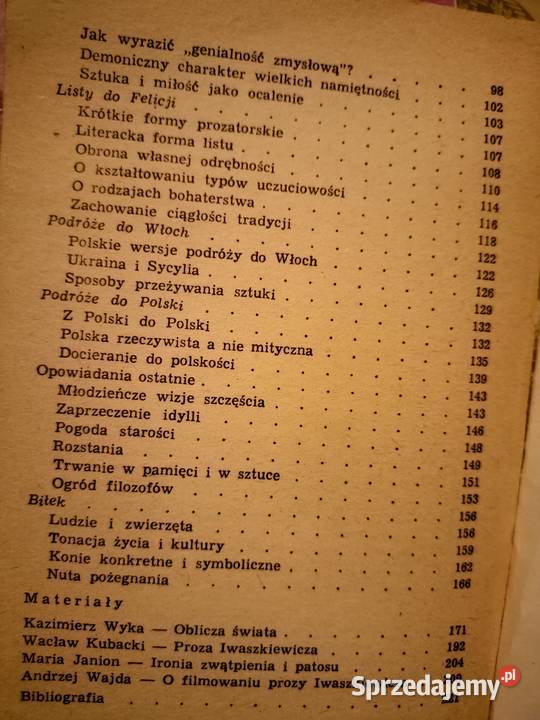 Jak wyrazić „genialność zmysłową"? . . . . 98
Demoniczny charakter wielkich namiętności . . . 102
Sztuka i miłość jako ocalenie . . . . . 103
Listy do Felicji . . . . . . . . 107
Krótkie formy prozatorskie . . . . . . 107
Literacka forma listu . . . . . . . 108
Obrona własnej odrębności . . . . . . 110
O kształtowaniu typów uczuciowości . . . . 114
O rodzajach bohaterstwa . . . . . . 116
Zachowanie ciągłości tradycji . . . . . 118
Podróże do Włoch . . . . . . . . 122
Polskie wersje podróży do Włoch . . . . . 122
Ukraina i Sycylia . . . . . . . . 126
Sposoby przeżywania sztuki . . . . . . 129
Podróże do Polski . . . . . . . . 132
Z Polski do Polski . . . . . . . . 132
Polska rzeczywista a nie mityczna . . . . . 135
Docieranie do polskości . . . . . . . 139
Opowiadania ostatnie . . . . . . . . 143
Młodzieńcze wizje szczęścia . . . . . . 143
Zaprzeczenie idylli . . . . . . . . 146
Pogoda starości . . . . . . . . 148
Rozstania . . . . . . . . . 149
Trwanie w pamięci i w sztuce . . . . . . 151
Ogród filozofów . . . . . . . . 153
Biłek . . . . . . . . . . 156
Ludzie i zwierzęta . . . . . . . . 156
Tonacja życia i kultury . . . . . . . 159
Konie konkretne i symboliczne . . . . . 162
Nuta pożegnania . . . . . . . . 166
Materiały
Kazimierz Wyka — Oblicza świata . . . . . 171
Wacław Kubacki — Proza Iwaszkiewicza . . . . 192
Maria Janion — Ironia zwątpienia i patosu . . . 204
Andrzej Wajda — O filmowaniu prozy
Bibliografia . . . . . . . .
Sprzedajemy.pl